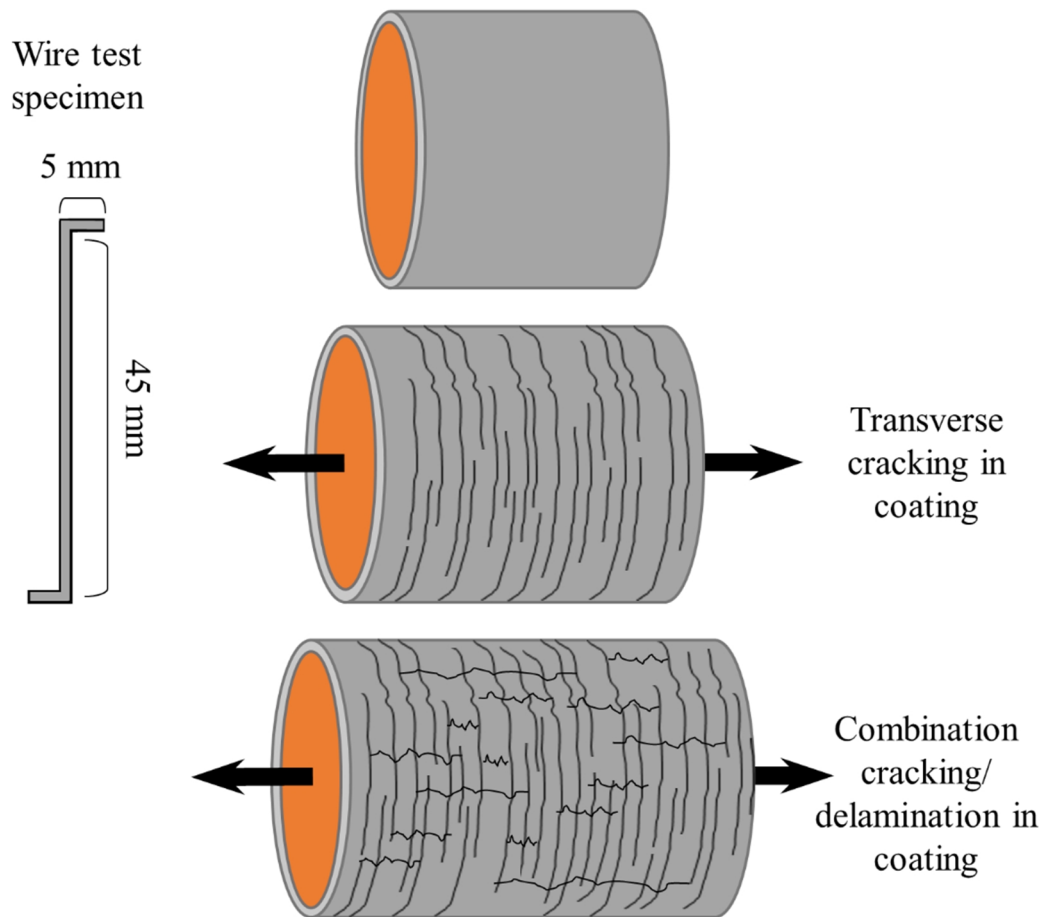 Wire test
specimen
5 mm
45 mm
Transverse
cracking in
coating
Combination
cracking/
delamination in
coating